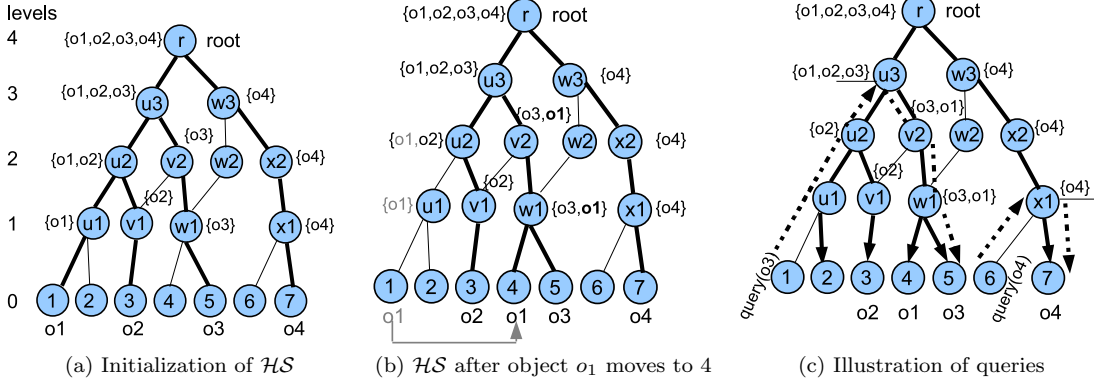 levels
4
3
2
1
0
{o1,o2,o3,o4} r root
{o1,o2,o3} u3 w3 {o4}
{o3}
{o1,o2} u2 v2 w2 x2 {o4}
{o2}
{o1} u1 v1 w1 {o3} x1 {o4}
1 2 3 4 5 6 7
o1 o2 o3 o4
(a) Initialization of HS
{o1,o2,o3,o4} r root
{o1,o2,o3} u3 w3 {o4}
{o3,o1}
o1,o2} u2 v2 w2 x2 {o4}
{o2}
{o1} u1 v1 w1 {o3,o1} x1 {o4}
1 2 3 4 5 6 7
o1 o2 o1 o3 o4
(b) HS after object o1 moves to 4
{o1,o2,o3,o4} r root
{o1,o2,o3} u3 w3 {o4}
{o3,o1}
{o2} u2 v2 w2 x2 {o4}
{o2}
u1 v1 w1 {o3,o1} x1 {o4}
query(o3)
query(o4)
1 2 3 4 5 6 7
o2 o1 o3 o4
(c) Illustration of queries